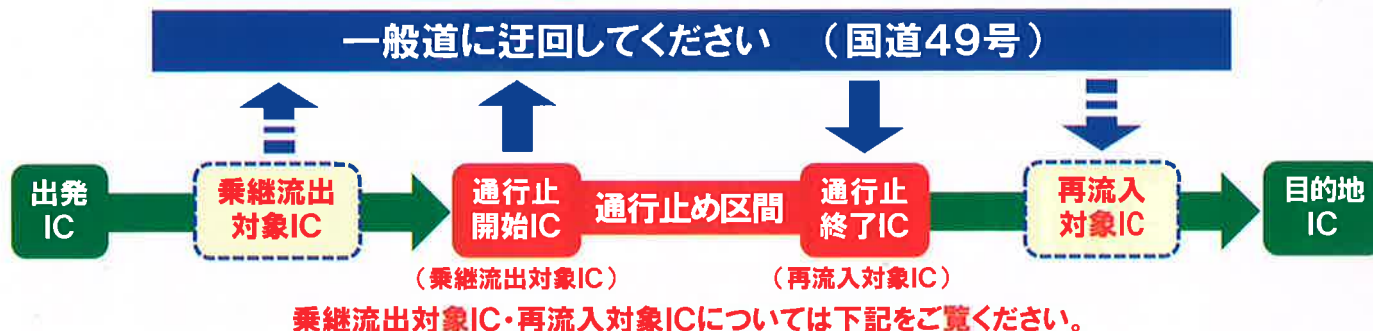 一般道に迂回してください （国道49号）
出発
IC
乗継流出
対象IC
通行止
開始IC
通行止め区間
通行止
終了IC
再流入
対象IC
目的地
IC
（乗継流出対象IC）
（再流入対象IC）
乗継流出対象IC・再流入対象ICについては下記をご覧ください。